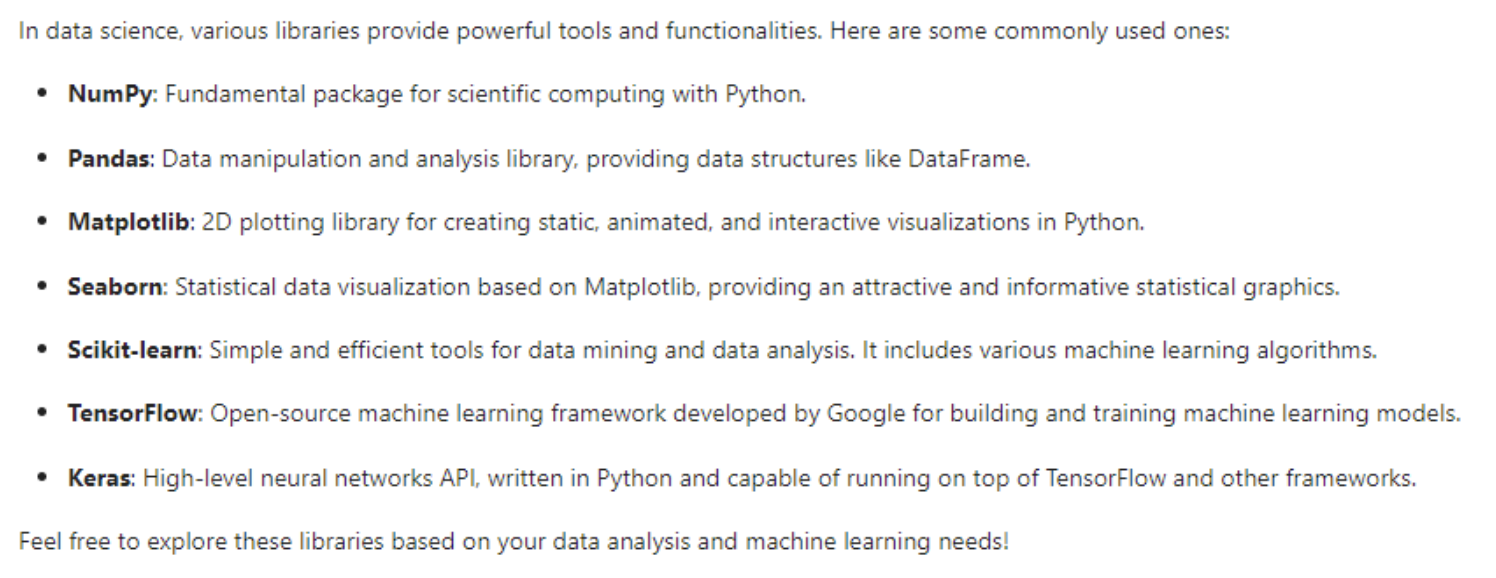 In data science, various libraries provide powerful tools and functionalities. Here are some commonly used ones:
• NumPy: Fundamental package for scientific computing with Python.
• Pandas: Data manipulation and analysis library, providing data structures like DataFrame.
• Matplotlib: 2D plotting library for creating static, animated, and interactive visualizations in Python.
• Seaborn: Statistical data visualization based on Matplotlib, providing an attractive and informative statistical graphics.
• Scikit-learn: Simple and efficient tools for data mining and data analysis. It includes various machine learning algorithms.
• TensorFlow: Open-source machine learning framework developed by Google for building and training machine learning models.
• Keras: High-level neural networks API, written in Python and capable of running on top of TensorFlow and other frameworks.
Feel free to explore these libraries based on your data analysis and machine learning needs!